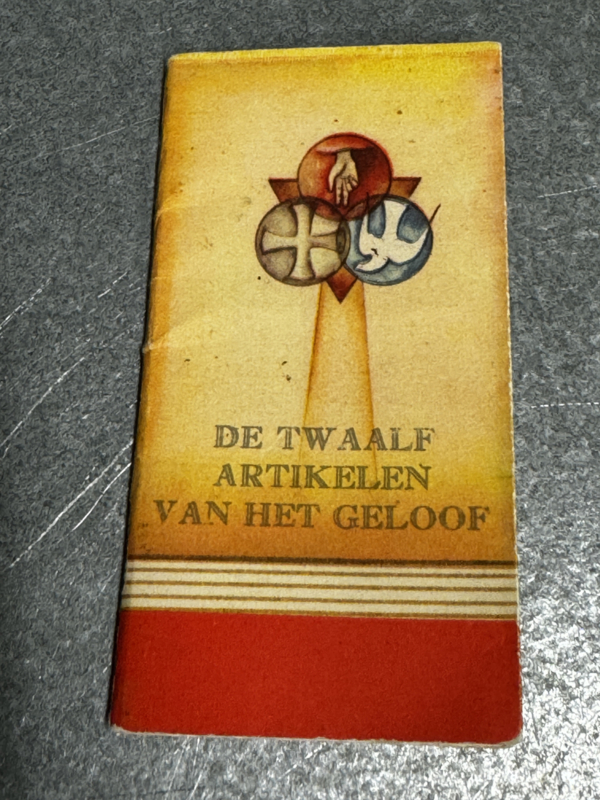 DE TWAALF
ARTIKELEN
VAN HET GELOOF